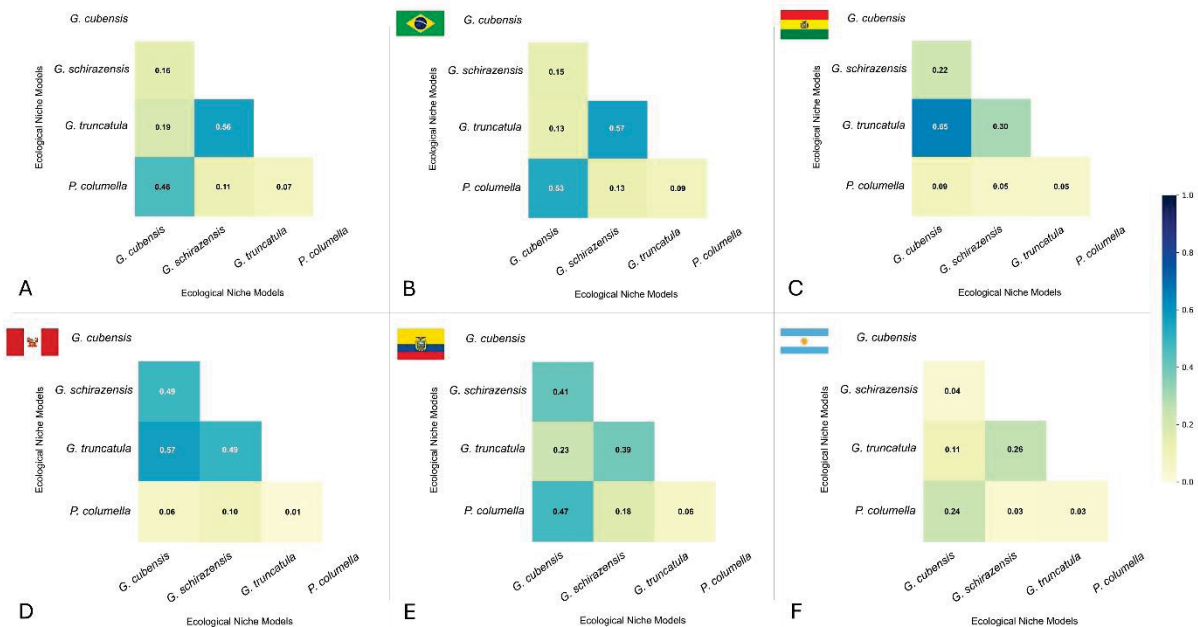 G. cubensis
G. schirazensis
G. truncatula
P. columella
Ecological Niche Models
0.16
0.19 0.56
0.48 0.11 0.07
G. cubensis G. schirazensis G. truncatula P. columella
Ecological Niche Models
A
G. cubensis
G. schirazensis
G. truncatula
P. columella
Ecological Niche Models
0.15
0.13 0.57
0.53 0.13 0.09
G. cubensis G. schirazensis G. truncatula P. columella
Ecological Niche Models
B
G. cubensis
G. schirazensis
G. truncatula
P. columella
Ecological Niche Models
0.22
0.65 0.30
0.09 0.05 0.05
G. cubensis G. schirazensis G. truncatula P. columella
Ecological Niche Models
C
1.0
0.8
0.6
0.4
0.2
0.0
G. cubensis
G. schirazensis
G. truncatula
P. columella
Ecological Niche Models
0.49
0.57 0.49
0.06 0.10 0.01
G. cubensis G. schirazensis G. truncatula P. columella
Ecological Niche Models
D
G. cubensis
G. schirazensis
G. truncatula
P. columella
Ecological Niche Models
0.41
0.23 0.39
0.47 0.18 0.06
G. cubensis G. schirazensis G. truncatula P. columella
Ecological Niche Models
E
G. cubensis
G. schirazensis
G. truncatula
P. columella
Ecological Niche Models
0.04
0.11 0.26
0.24 0.03 0.03
G. cubensis G. schirazensis G. truncatula P. columella
Ecological Niche Models
F